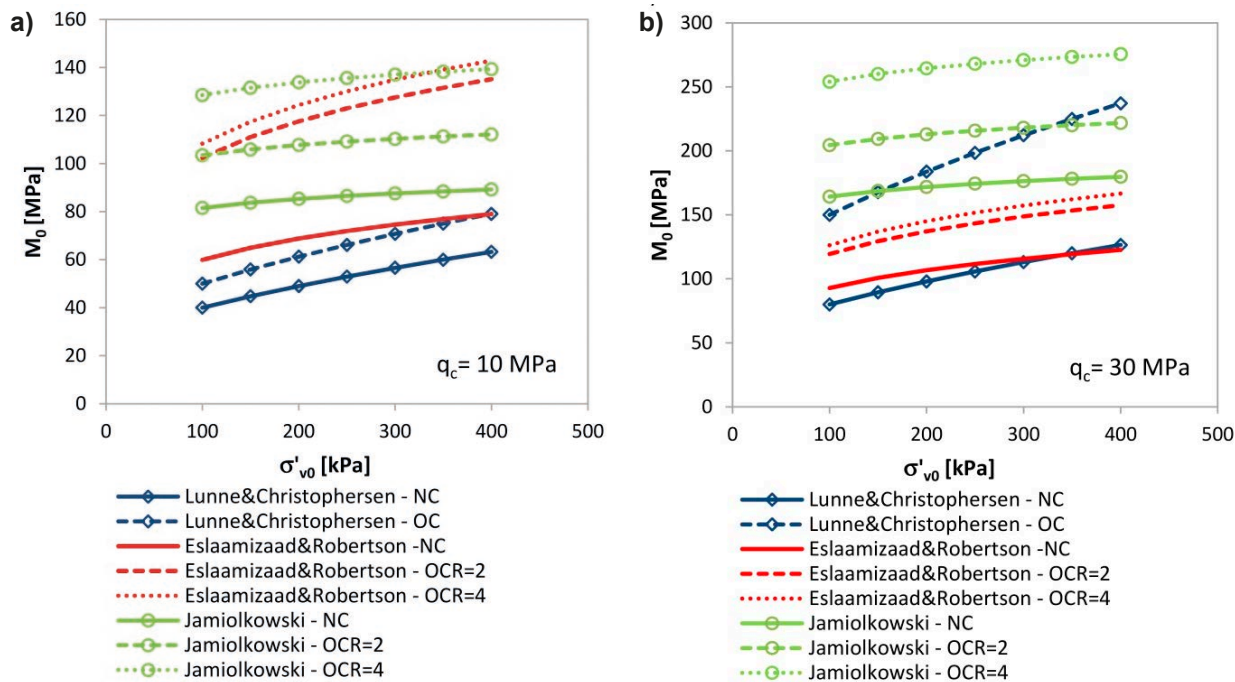 a)
160
140
120
100
80
60
40
20
0
M0 [MPa]
qc= 10 MPa
0 100 200 300 400 500
σ'v0 [kPa]
Lunne&Christophersen - NC
Lunne&Christophersen - OC
Eslaamizaad&Robertson -NC
Eslaamizaad&Robertson - OCR=2
Eslaamizaad&Robertson - OCR=4
Jamiolkowski - NC
Jamiolkowski - OCR=2
Jamiolkowski - OCR=4
b)
300
250
200
150
100
50
0
M0 [MPa]
qc= 30 MPa
0 100 200 300 400 500
σ'v0 [kPa]
Lunne&Christophersen - NC
Lunne&Christophersen - OC
Eslaamizaad&Robertson -NC
Eslaamizaad&Robertson - OCR=2
Eslaamizaad&Robertson - OCR=4
Jamiolkowski - NC
Jamiolkowski - OCR=2
Jamiolkowski - OCR=4